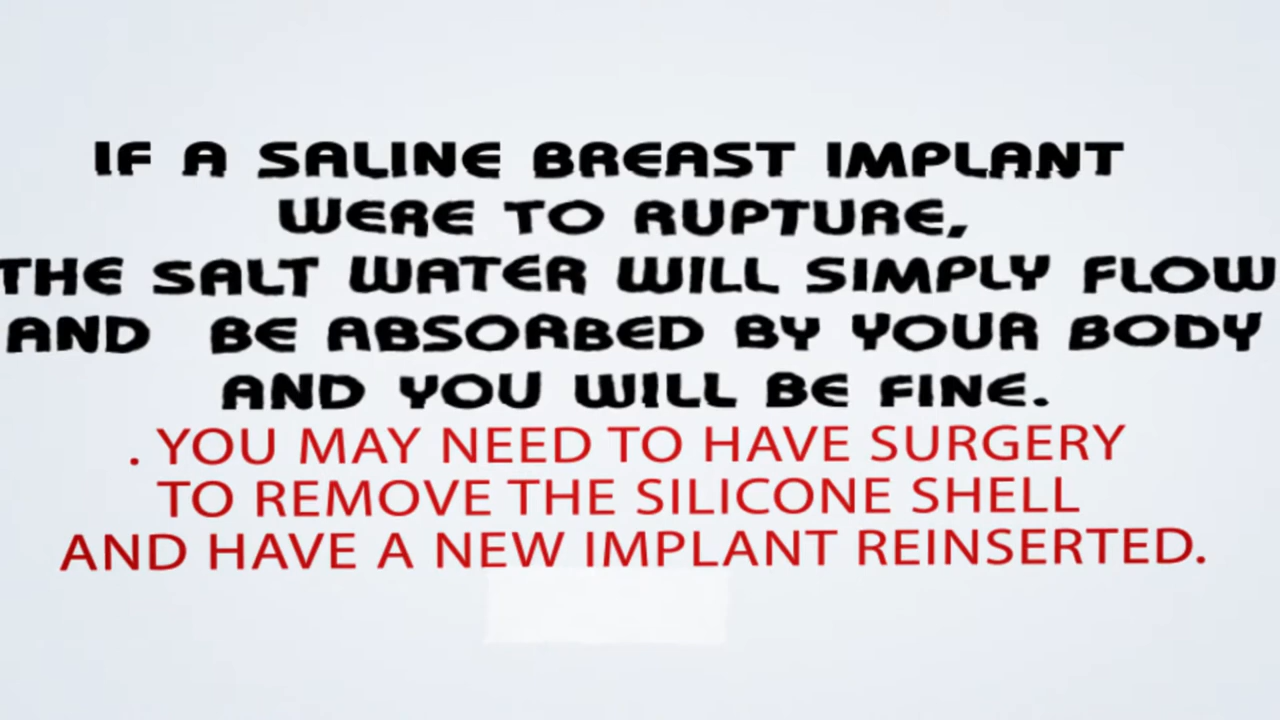 IF A SALINE BREAST IMPLANT
WERE TO RUPTURE,
THE SALT WATER WILL SIMPLY FLOW
AND BE ABSORBED BY YOUR BODY
AND YOU WILL BE FINE.
. YOU MAY NEED TO HAVE SURGERY
TO REMOVE THE SILICONE SHELL
AND HAVE A NEW IMPLANT REINSERTED.